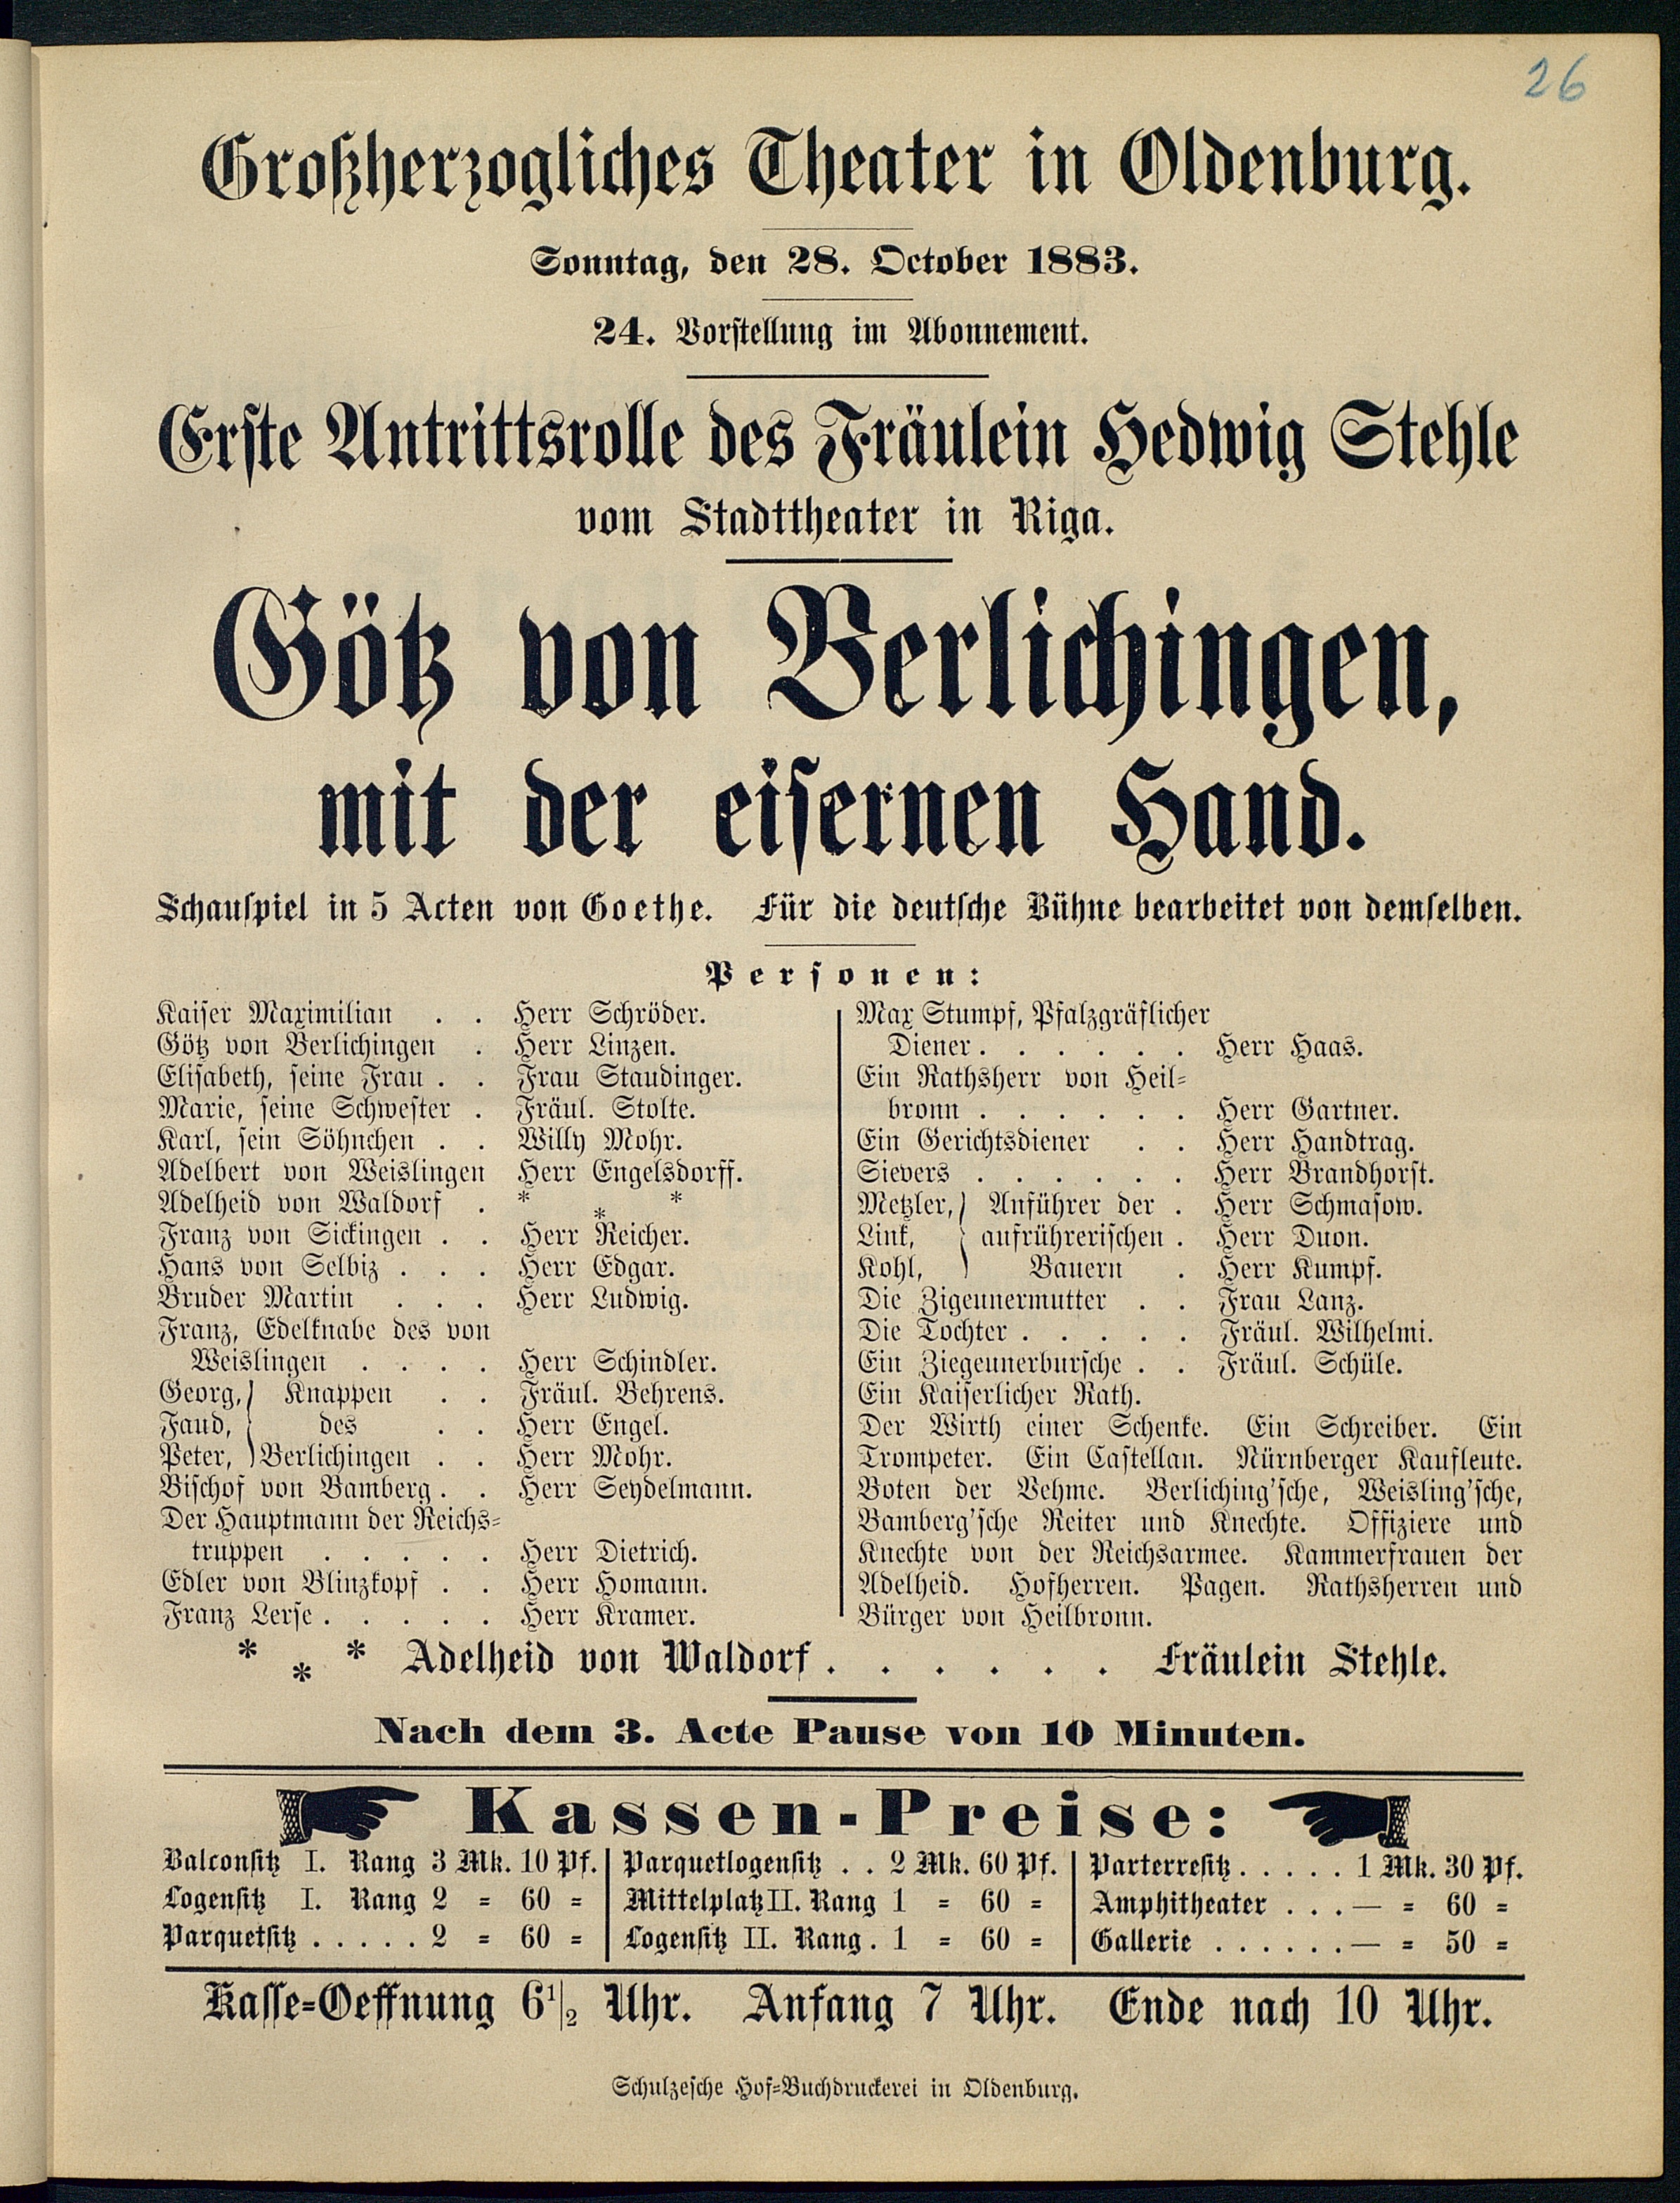 26
Großherzogliches Theater in Oldenburg.
Sonntag, den 28. October 1883.
24. Vorstellung im Abonnement.
Erste Antrittsrolle des Fräulein Hedwig Stehle
vom Stadttheater in Riga.
Götz von Berlichingen,
mit der eisernen Hand.
Schauspiel in 5 Acten von Goethe. Für die deutsche Bühne bearbeitet von demselben.
Personen:
Kaiser Maximilian . . Herr Schröder.
Götz von Berlichingen . Herr Linzen.
Elisabeth, seine Frau . . Frau Staudinger.
Marie, seine Schwester . Fräul. Stolte.
Karl, sein Söhnchen . . Willy Mohr.
Adelbert von Weislingen Herr Engelsdorff.
Adelheid von Waldorf . * * *
Franz von Sickingen . . Herr Reicher.
Hans von Selbiz . . . Herr Edgar.
Bruder Martin . . . Herr Ludwig.
Franz, Edelknabe des von
Weislingen . . . . Herr Schindler.
Georg, } Knappen . . Fräul. Behrens.
Faud, } des . . Herr Engel.
Peter, } Berlichingen . . Herr Mohr.
Bischof von Bamberg . . Herr Seydelmann.
Der Hauptmann der Reichs=
truppen . . . . . Herr Dietrich.
Edler von Blinzkopf . . Herr Homann.
Franz Lerse . . . . . Herr Kramer.
Max Stumpf, Pfalzgräflicher
Diener . . . . . . Herr Haas.
Ein Rathsherr von Heil=
bronn . . . . . . Herr Gartner.
Ein Gerichtsdiener . . Herr Handtrag.
Sievers . . . . . . Herr Brandhorst.
Metzler, } Anführer der . Herr Schmasow.
Link, } aufrührerischen . Herr Duon.
Kohl, } Bauern . Herr Kumpf.
Die Zigeunermutter . . Frau Lanz.
Die Tochter . . . . . Fräul. Wilhelmi.
Ein Ziegeunerbursche . . Fräul. Schüle.
Ein Kaiserlicher Rath.
Der Wirth einer Schenke. Ein Schreiber. Ein
Trompeter. Ein Castellan. Nürnberger Kaufleute.
Boten der Vehme. Berliching'sche, Weisling'sche,
Bamberg'sche Reiter und Knechte. Offiziere und
Knechte von der Reichsarmee. Kammerfrauen der
Adelheid. Hofherren. Pagen. Rathsherren und
Bürger von Heilbronn.
* * * Adelheid von Waldorf . . . . . . Fräulein Stehle.
Nach dem 3. Acte Pause von 10 Minuten.
Kassen-Preise:
Balconsitz I. Rang 3 Mk. 10 Pf.
Logensitz I. Rang 2 = 60 =
Parquetsitz . . . . . 2 = 60 =
Parquetlogensitz . . 2 Mk. 60 Pf.
Mittelplatz II. Rang 1 = 60 =
Logensitz II. Rang . 1 = 60 =
Parterresitz . . . . . 1 Mk. 30 Pf.
Amphitheater . . . — = 60 =
Gallerie . . . . . . — = 50 =
Kasse=Oeffnung 6 1/2 Uhr. Anfang 7 Uhr. Ende nach 10 Uhr.
Schulzesche Hof=Buchdruckerei in Oldenburg.